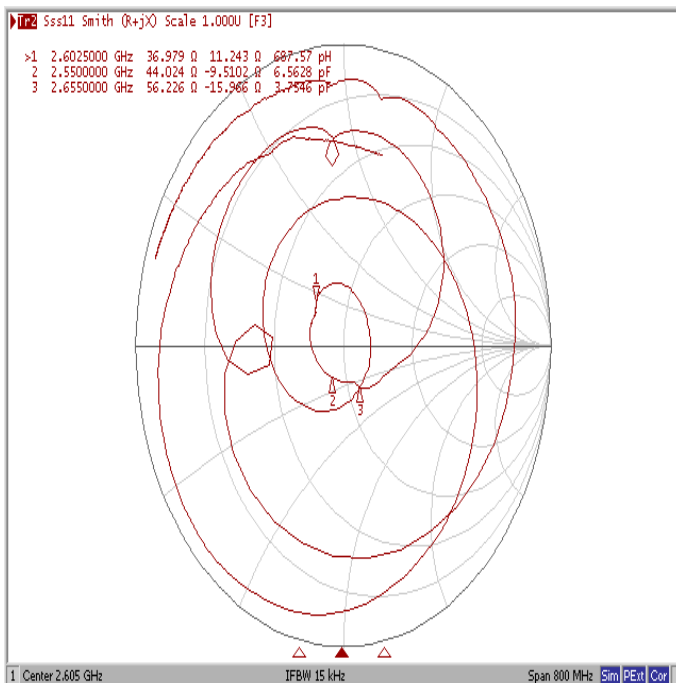 Tr2 Sss11 Smith (R+jX) Scale 1.000U [F3]
>1 2.6025000 GHz 36.979 Ω 11.243 Ω 687.57 pH
2 2.5500000 GHz 44.024 Ω -9.5102 Ω 6.5628 pF
3 2.6550000 GHz 56.226 Ω -15.966 Ω 3.7546 pF
1
2
3
1 Center 2.605 GHz IFBW 15 kHz Span 800 MHz Sim PExt Cor